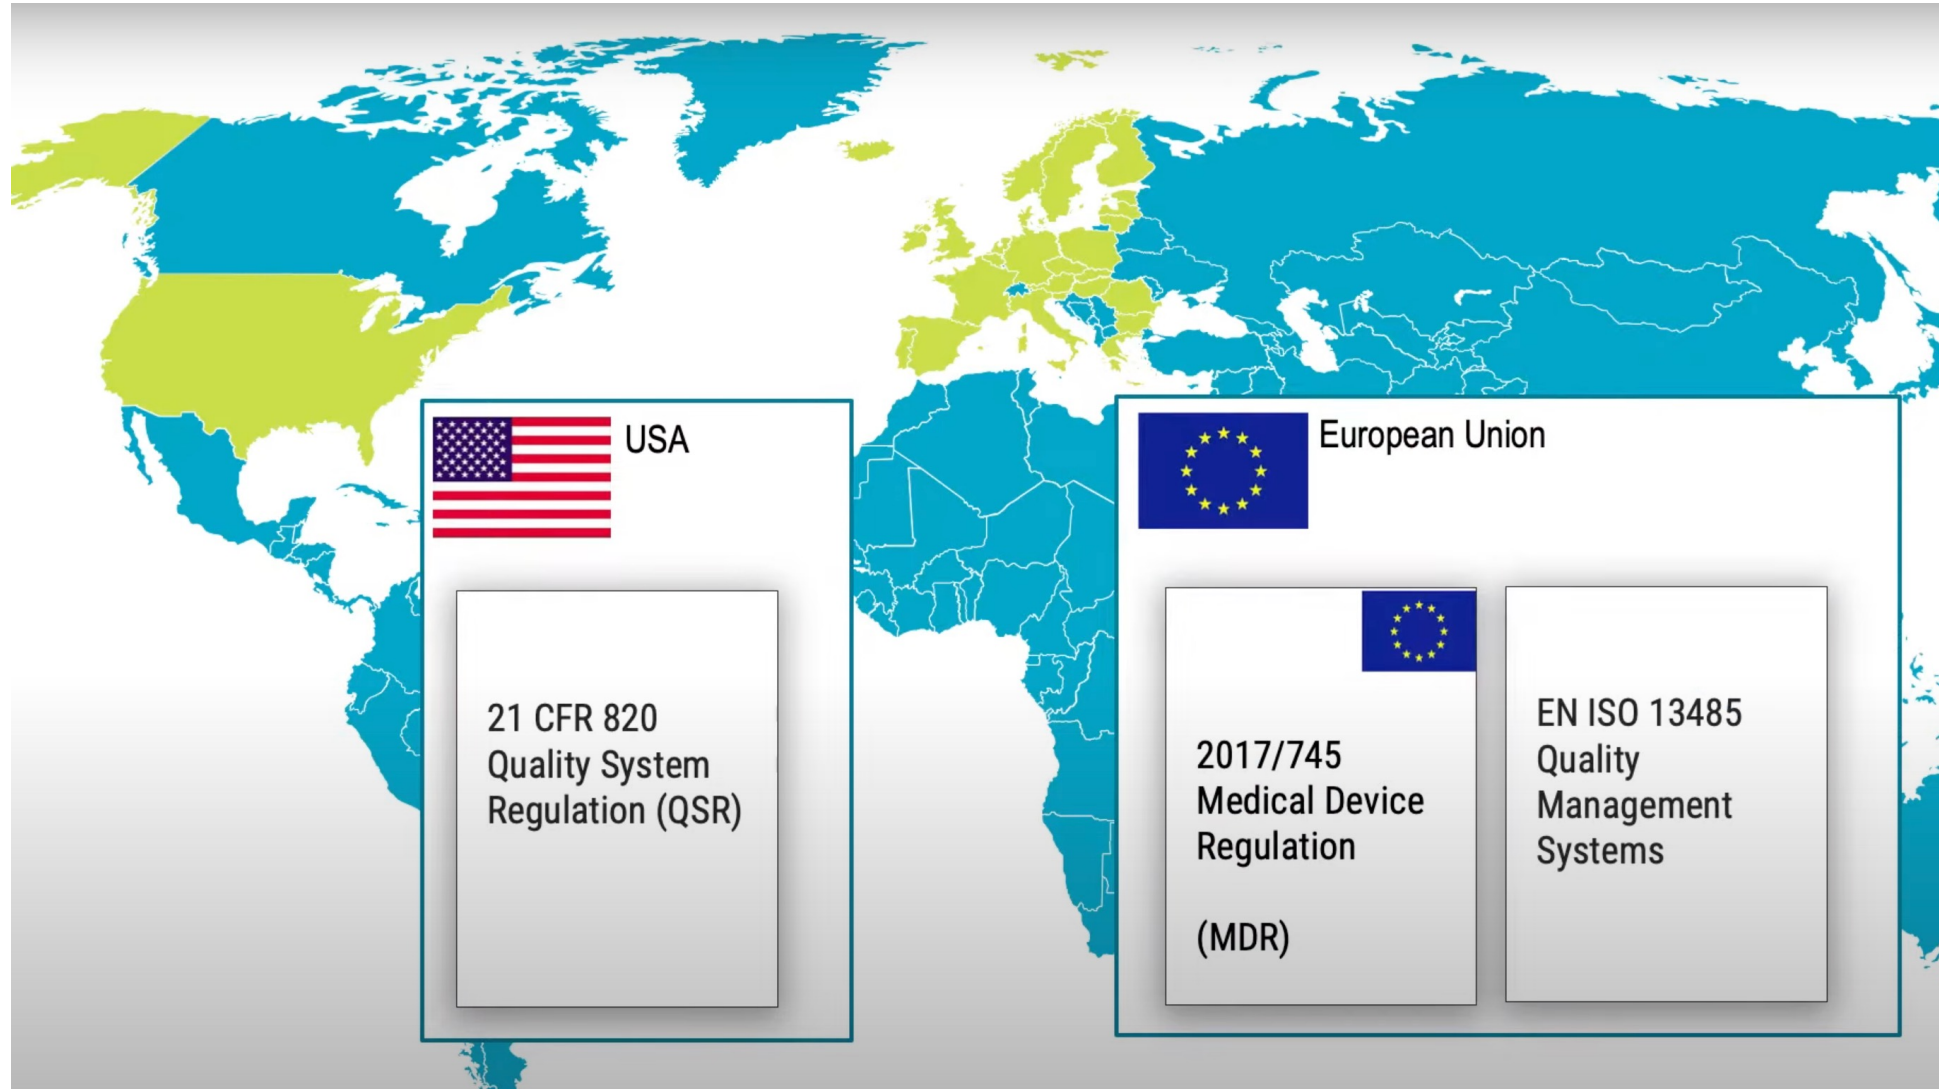 USA
21 CFR 820
Quality System
Regulation (QSR)
European Union
2017/745
Medical Device
Regulation
(MDR)
EN ISO 13485
Quality
Management
Systems